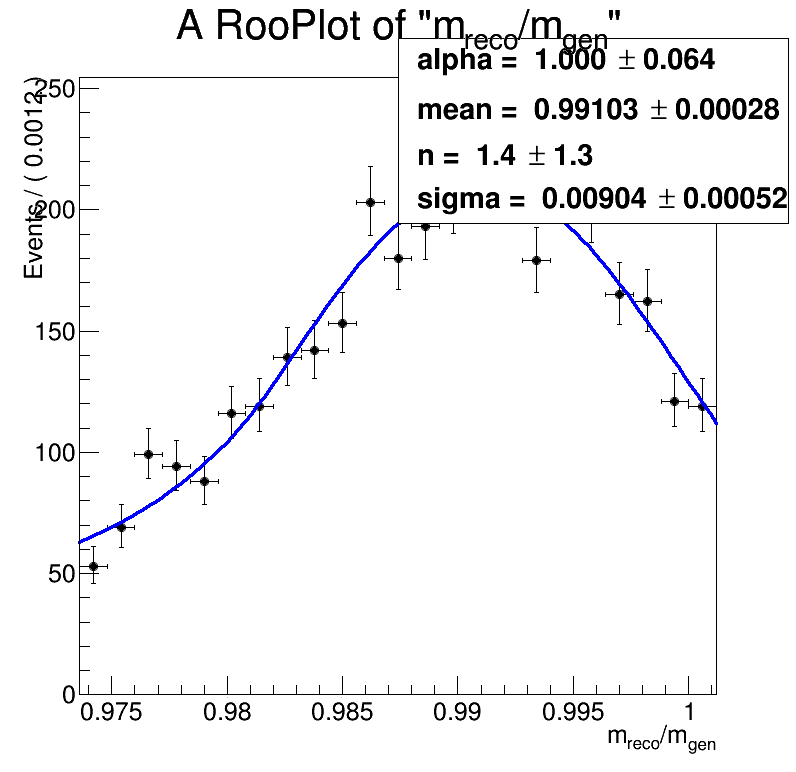 A RooPlot of "m_reco/m_gen"
alpha = 1.000 ± 0.064
mean = 0.99103 ± 0.00028
n = 1.4 ± 1.3
sigma = 0.00904 ± 0.00052
Events / ( 0.0012 )
250
200
150
100
50
0
0.975 0.98 0.985 0.99 0.995 1
m_reco/m_gen